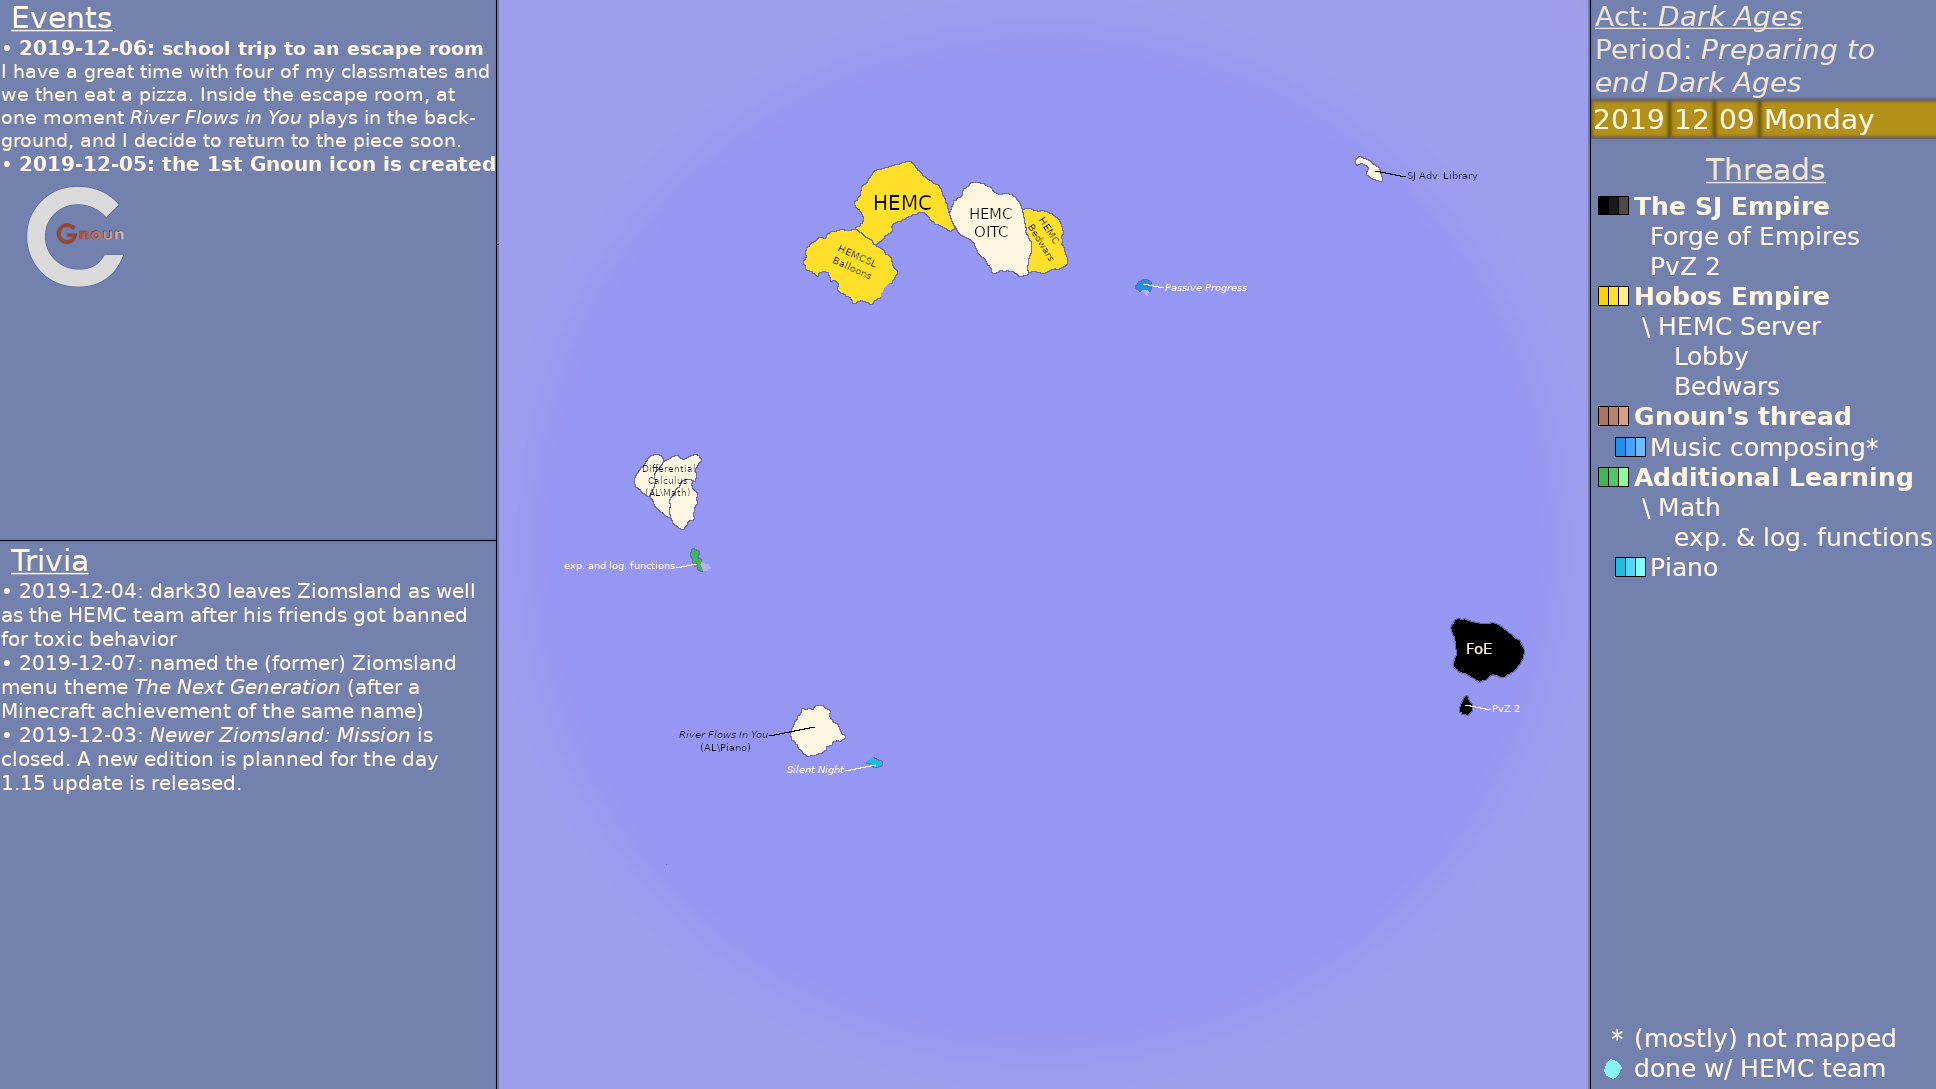 Events
• 2019-12-06: school trip to an escape room
I have a great time with four of my classmates and
we then eat a pizza. Inside the escape room, at
one moment River Flows in You plays in the back-
ground, and I decide to return to the piece soon.
• 2019-12-05: the 1st Gnoun icon is created
Gnoun
Trivia
• 2019-12-04: dark30 leaves Ziomsland as well
as the HEMC team after his friends got banned
for toxic behavior
• 2019-12-07: named the (former) Ziomsland
menu theme The Next Generation (after a
Minecraft achievement of the same name)
• 2019-12-03: Newer Ziomsland: Mission is
closed. A new edition is planned for the day
1.15 update is released.
HEMC
HEMC
OITC
HEMC
Bedwars
HEMCSL
Balloons
SJ Adv. Library
Passive Progress
Differential
Calculus
(AL\Math)
exp. and log. functions
FoE
PvZ 2
River Flows In You
(AL\Piano)
Silent Night
Act: Dark Ages
Period: Preparing to
end Dark Ages
2019 12 09 Monday
Threads
The SJ Empire
Forge of Empires
PvZ 2
Hobos Empire
\ HEMC Server
Lobby
Bedwars
Gnoun's thread
Music composing*
Additional Learning
\ Math
exp. & log. functions
Piano
* (mostly) not mapped
done w/ HEMC team